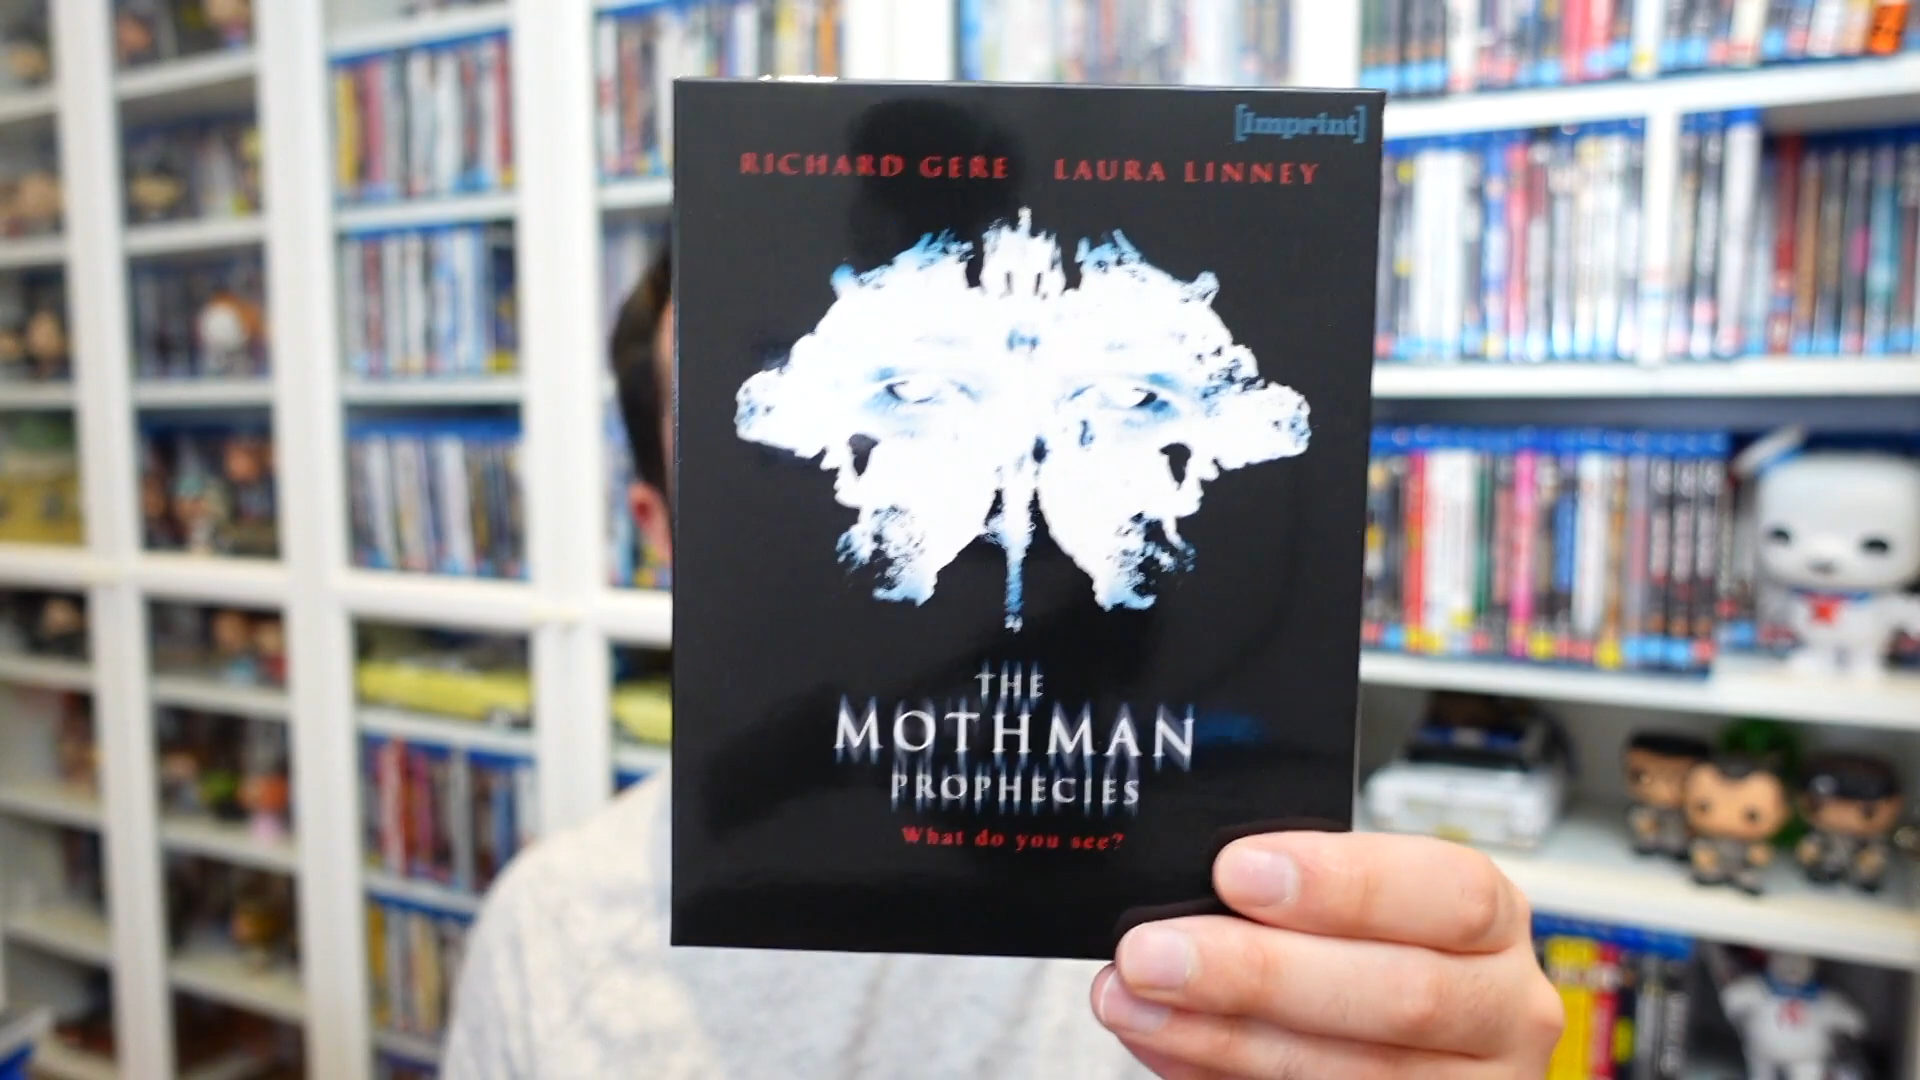 [Imprint]
RICHARD GERE LAURA LINNEY
THE
MOTHMAN
PROPHECIES
What do you see?